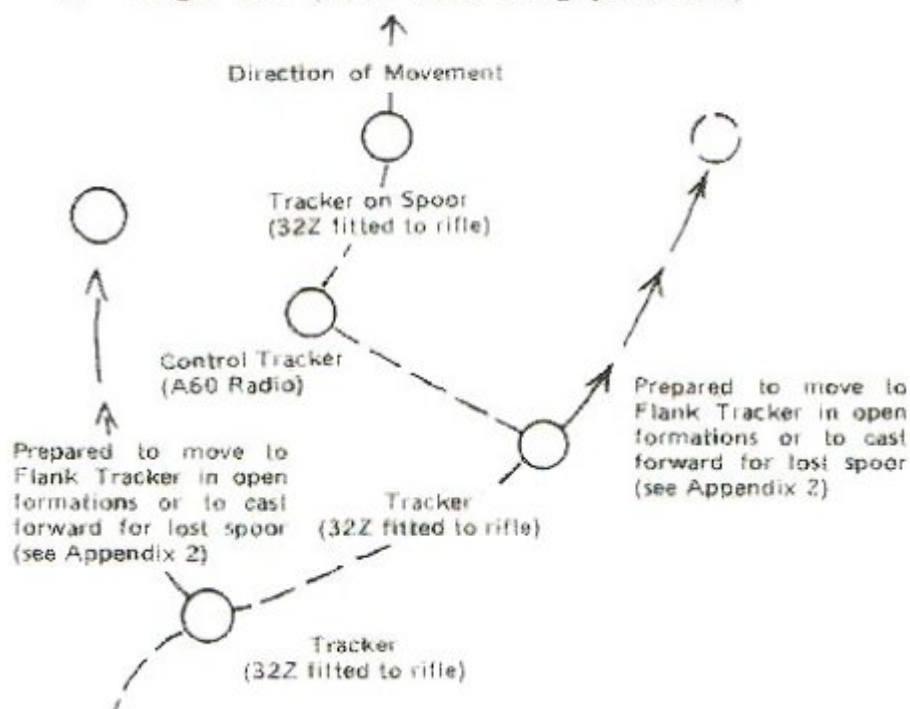 Direction of Movement
Tracker on Spoor
(32Z fitted to rifle)
Control Tracker
(A60 Radio)
Prepared to move to
Flank Tracker in open
formations or to cast
forward for lost spoor
(see Appendix 2)
Prepared to move to
Flank Tracker in open
formations or to cast
forward for lost spoor
(see Appendix 2)
Tracker
(32Z fitted to rifle)
Tracker
(32Z fitted to rifle)